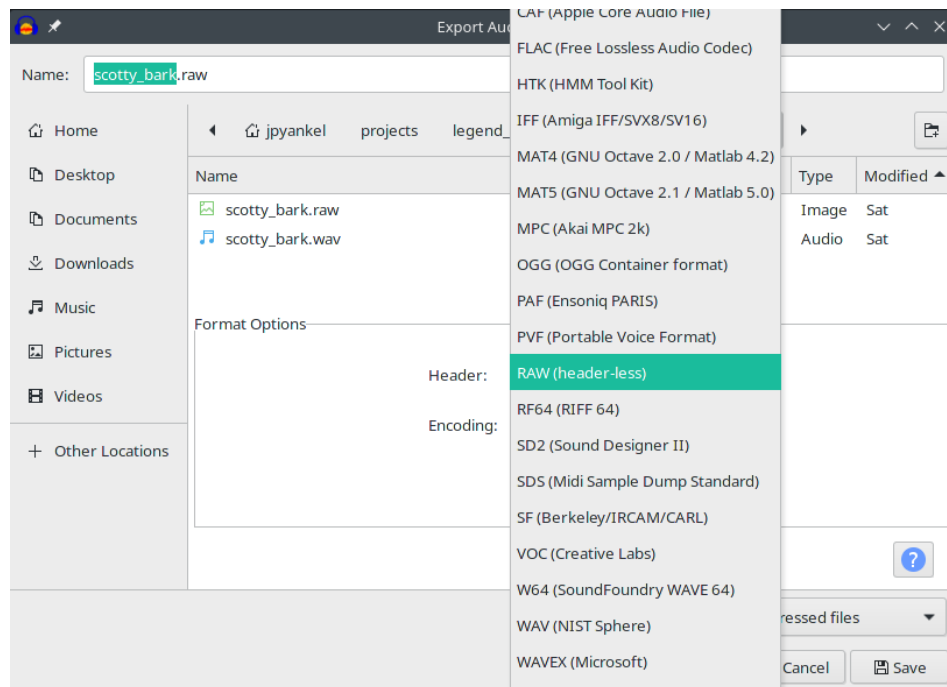 Export Aud
Name:
scotty_bark.raw
Home
Desktop
Documents
Downloads
Music
Pictures
Videos
Other Locations
jpyankel
projects
legend_
Name
Type
Modified
scotty_bark.raw
Image
Sat
scotty_bark.wav
Audio
Sat
Format Options
Header:
Encoding:
CAF (Apple Core Audio File)
FLAC (Free Lossless Audio Codec)
HTK (HMM Tool Kit)
IFF (Amiga IFF/SVX8/SV16)
MAT4 (GNU Octave 2.0 / Matlab 4.2)
MAT5 (GNU Octave 2.1 / Matlab 5.0)
MPC (Akai MPC 2k)
OGG (OGG Container format)
PAF (Ensoniq PARIS)
PVF (Portable Voice Format)
RAW (header-less)
RF64 (RIFF 64)
SD2 (Sound Designer II)
SDS (Midi Sample Dump Standard)
SF (Berkeley/IRCAM/CARL)
VOC (Creative Labs)
W64 (SoundFoundry WAVE 64)
WAV (NIST Sphere)
WAVEX (Microsoft)
?
ressed files
Cancel
Save